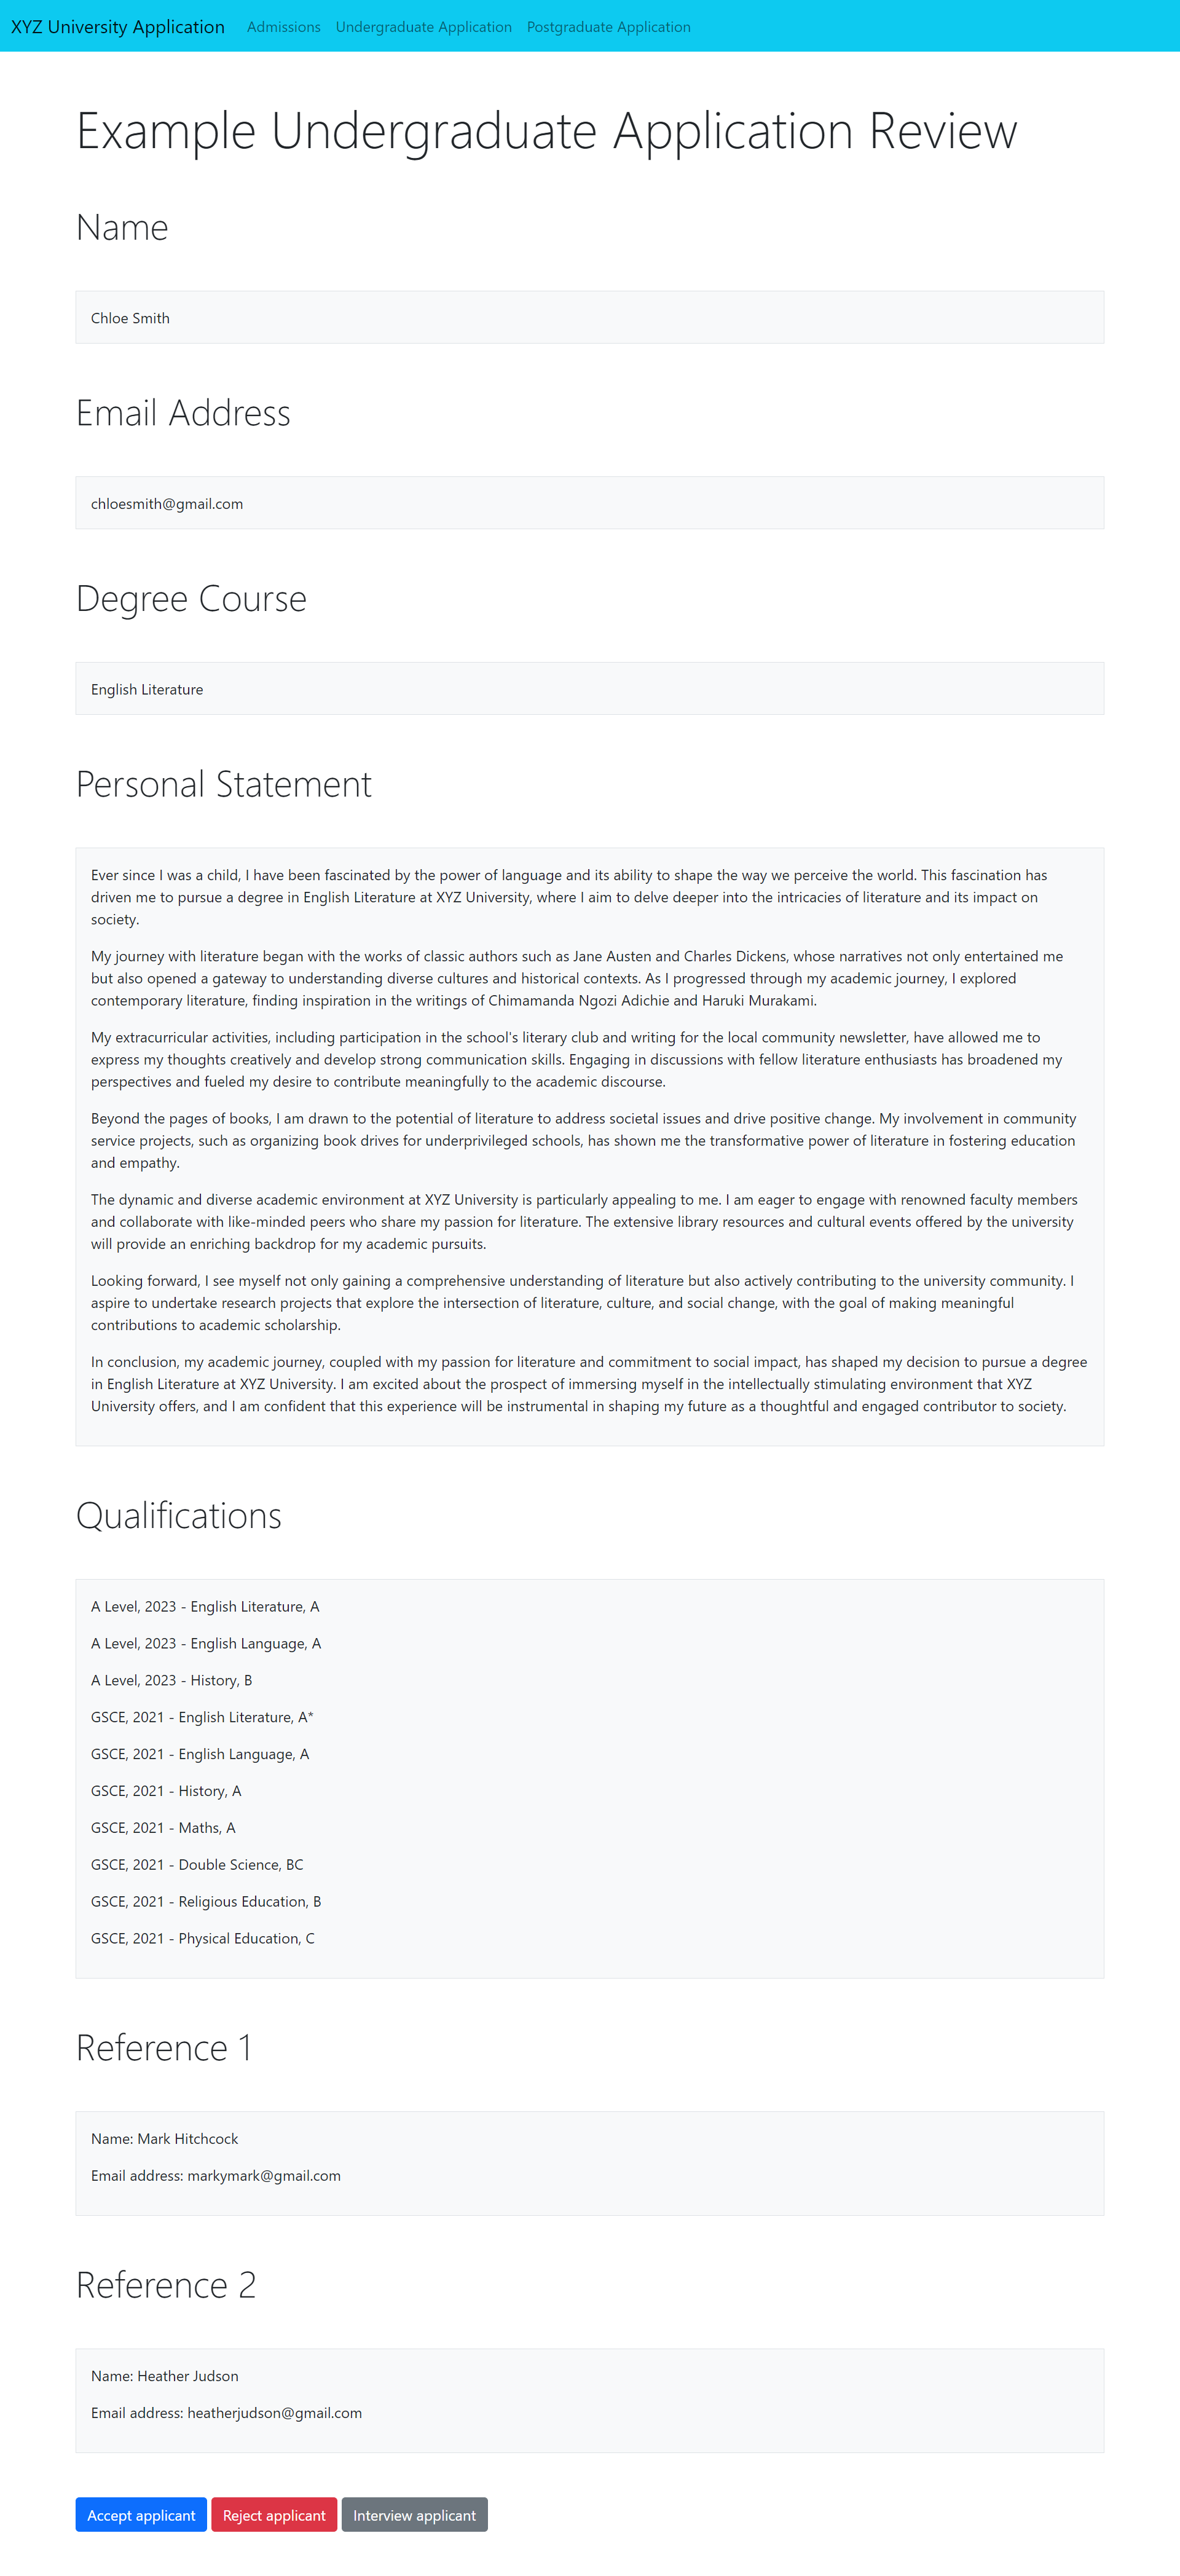 XYZ University Application Admissions Undergraduate Application Postgraduate Application
Example Undergraduate Application Review
Name
Chloe Smith
Email Address
chloesmith@gmail.com
Degree Course
English Literature
Personal Statement
Ever since I was a child, I have been fascinated by the power of language and its ability to shape the way we perceive the world. This fascination has
driven me to pursue a degree in English Literature at XYZ University, where I aim to delve deeper into the intricacies of literature and its impact on
society.
My journey with literature began with the works of classic authors such as Jane Austen and Charles Dickens, whose narratives not only entertained me
but also opened a gateway to understanding diverse cultures and historical contexts. As I progressed through my academic journey, I explored
contemporary literature, finding inspiration in the writings of Chimamanda Ngozi Adichie and Haruki Murakami.
My extracurricular activities, including participation in the school's literary club and writing for the local community newsletter, have allowed me to
express my thoughts creatively and develop strong communication skills. Engaging in discussions with fellow literature enthusiasts has broadened my
perspectives and fueled my desire to contribute meaningfully to the academic discourse.
Beyond the pages of books, I am drawn to the potential of literature to address societal issues and drive positive change. My involvement in community
service projects, such as organizing book drives for underprivileged schools, has shown me the transformative power of literature in fostering education
and empathy.
The dynamic and diverse academic environment at XYZ University is particularly appealing to me. I am eager to engage with renowned faculty members
and collaborate with like-minded peers who share my passion for literature. The extensive library resources and cultural events offered by the university
will provide an enriching backdrop for my academic pursuits.
Looking forward, I see myself not only gaining a comprehensive understanding of literature but also actively contributing to the university community. I
aspire to undertake research projects that explore the intersection of literature, culture, and social change, with the goal of making meaningful
contributions to academic scholarship.
In conclusion, my academic journey, coupled with my passion for literature and commitment to social impact, has shaped my decision to pursue a degree
in English Literature at XYZ University. I am excited about the prospect of immersing myself in the intellectually stimulating environment that XYZ
University offers, and I am confident that this experience will be instrumental in shaping my future as a thoughtful and engaged contributor to society.
Qualifications
A Level, 2023 - English Literature, A
A Level, 2023 - English Language, A
A Level, 2023 - History, B
GSCE, 2021 - English Literature, A*
GSCE, 2021 - English Language, A
GSCE, 2021 - History, A
GSCE, 2021 - Maths, A
GSCE, 2021 - Double Science, BC
GSCE, 2021 - Religious Education, B
GSCE, 2021 - Physical Education, C
Reference 1
Name: Mark Hitchcock
Email address: markymark@gmail.com
Reference 2
Name: Heather Judson
Email address: heatherjudson@gmail.com
Accept applicant Reject applicant Interview applicant